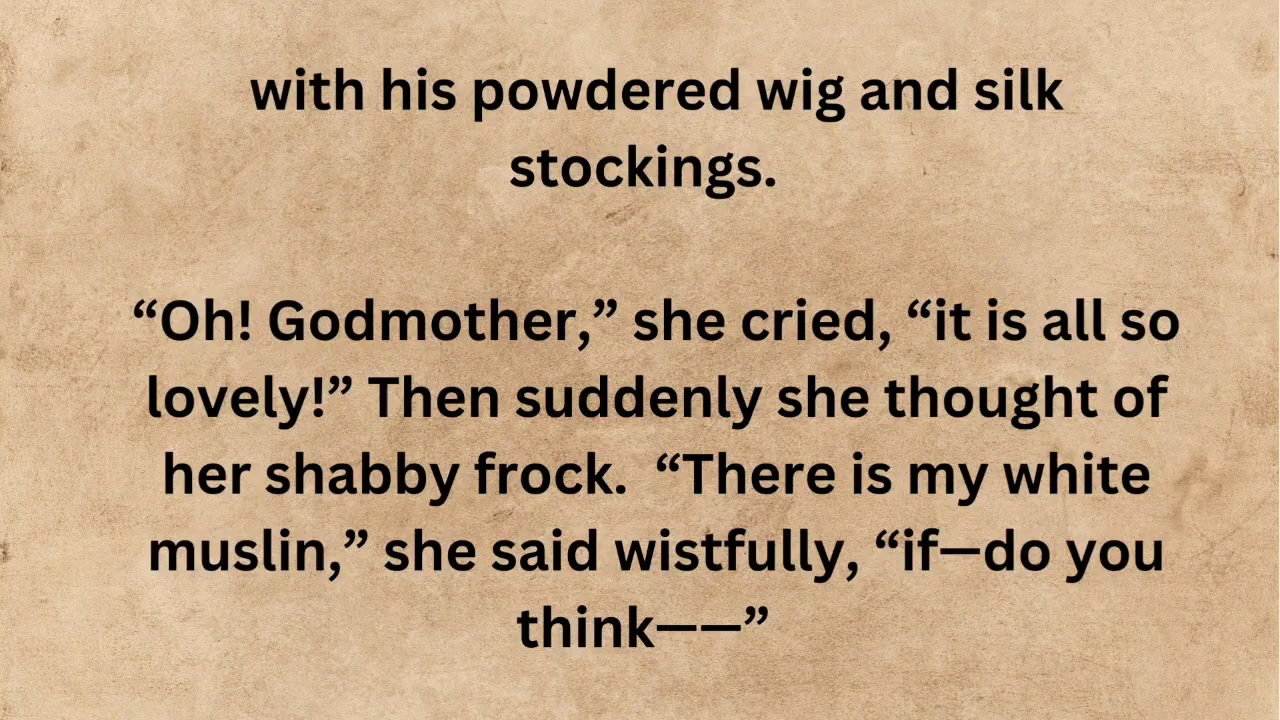 with his powdered wig and silk
stockings.
“Oh! Godmother,” she cried, “it is all so
lovely!” Then suddenly she thought of
her shabby frock.  “There is my white
muslin,” she said wistfully, “if—do you
think——”